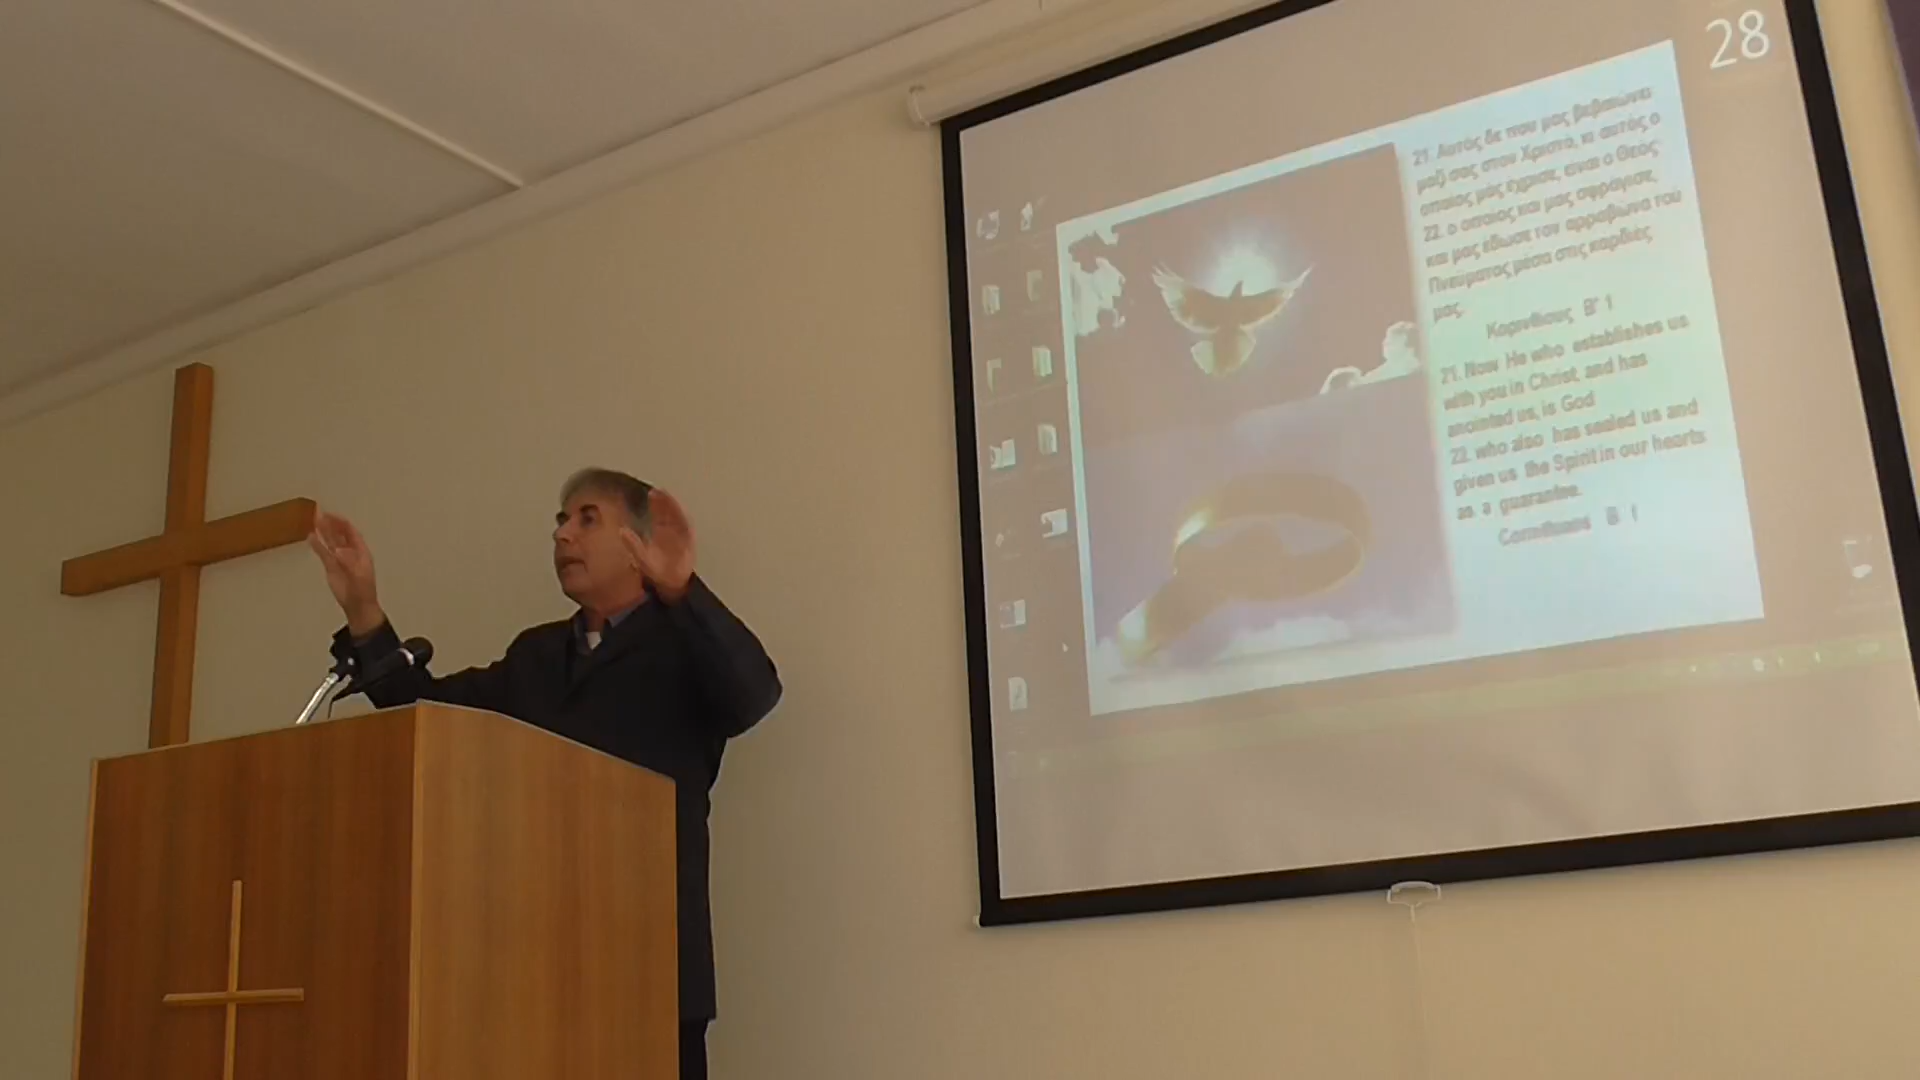 28
21. Αυτός δε που μας βεβαιώνει
μαζί σας στον Χριστό, κι αυτός ο
οποίος μάς έχρισε, είναι ο Θεός·
22. ο οποίος και μας σφράγισε,
και μας έδωσε τον αρραβώνα του
Πνεύματος μέσα στις καρδιές
μας.
Κορινθίους Β' 1
21. Now He who establishes us
with you in Christ, and has
anointed us, is God
22. who also has sealed us and
given us the Spirit in our hearts
as a guarantee.
Corinthians B 1